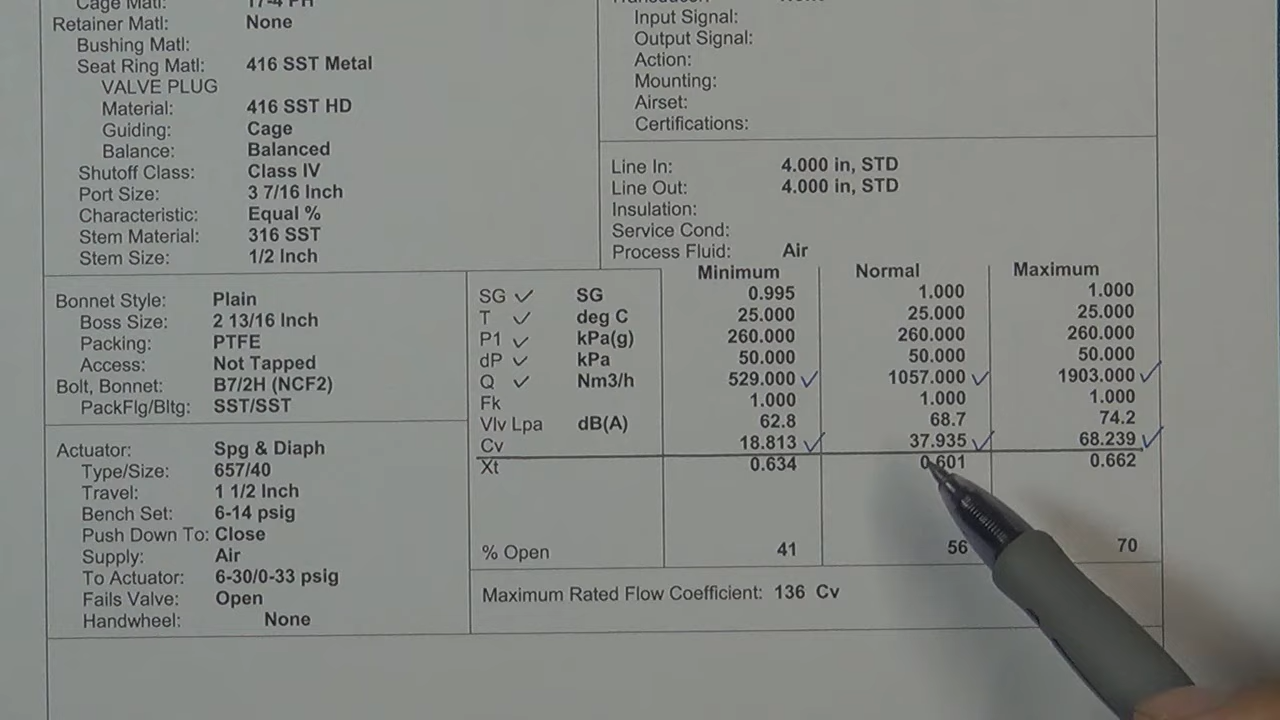 Cage Matl: 17-4 PH
Retainer Matl: None
Bushing Matl:
Seat Ring Matl: 416 SST Metal
VALVE PLUG
Material: 416 SST HD
Guiding: Cage
Balance: Balanced
Shutoff Class: Class IV
Port Size: 3 7/16 Inch
Characteristic: Equal %
Stem Material: 316 SST
Stem Size: 1/2 Inch
Input Signal:
Output Signal:
Action:
Mounting:
Airset:
Certifications:
Line In: 4.000 in, STD
Line Out: 4.000 in, STD
Insulation:
Service Cond:
Process Fluid: Air
Bonnet Style: Plain
Boss Size: 2 13/16 Inch
Packing: PTFE
Access: Not Tapped
Bolt, Bonnet: B7/2H (NCF2)
PackFlg/Bltg: SST/SST
Actuator: Spg & Diaph
Type/Size: 657/40
Travel: 1 1/2 Inch
Bench Set: 6-14 psig
Push Down To: Close
Supply: Air
To Actuator: 6-30/0-33 psig
Fails Valve: Open
Handwheel: None
Minimum Normal Maximum
SG ✓ SG 0.995 1.000 1.000
T ✓ deg C 25.000 25.000 25.000
P1 ✓ kPa(g) 260.000 260.000 260.000
dP ✓ kPa 50.000 50.000 50.000
Q ✓ Nm3/h 529.000 ✓ 1057.000 ✓ 1903.000 ✓
Fk 1.000 1.000 1.000
Vlv Lpa dB(A) 62.8 68.7 74.2
Cv 18.813 ✓ 37.935 ✓ 68.239 ✓
Xt 0.634 0.601 0.662
% Open 41 56 70
Maximum Rated Flow Coefficient: 136 Cv